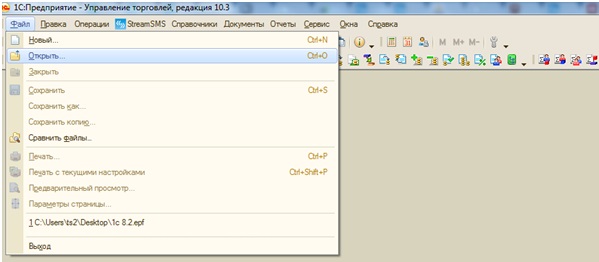 1С:Предприятие - Управление торговлей, редакция 10.3
Файл Правка Операции StreamSMS Справочники Документы Отчеты Сервис Окна Справка
Новый... Ctrl+N
Открыть... Ctrl+O
Закрыть
Сохранить Ctrl+S
Сохранить как...
Сохранить копию...
Сравнить файлы...
Печать... Ctrl+P
Печать с текущими настройками Ctrl+Shift+P
Предварительный просмотр...
Параметры страницы...
1 C:\Users\ts2\Desktop\1c 8.2.epf
Выход
M M+ M-